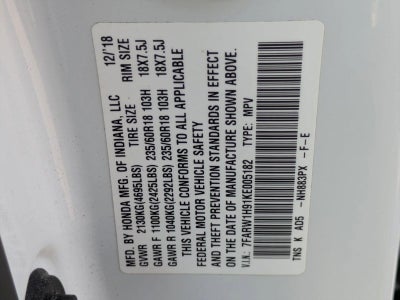 MFD. BY HONDA MFG. OF INDIANA, LLC 12/'18
TIRE SIZE RIM SIZE
GVWR 2130KG(4695LBS)
GAWR F 1100KG(2425LBS) 235/60R18 103H 18X7.5J
GAWR R 1040KG(2292LBS) 235/60R18 103H 18X7.5J
THIS VEHICLE CONFORMS TO ALL APPLICABLE
FEDERAL MOTOR VEHICLE SAFETY
AND THEFT PREVENTION STANDARDS IN EFFECT
ON THE DATE OF MANUFACTURE SHOWN ABOVE.
V.I.N.: 7FARW1H91KE005182 TYPE: MPV
TNS K AD5 -NH883PX -F-E